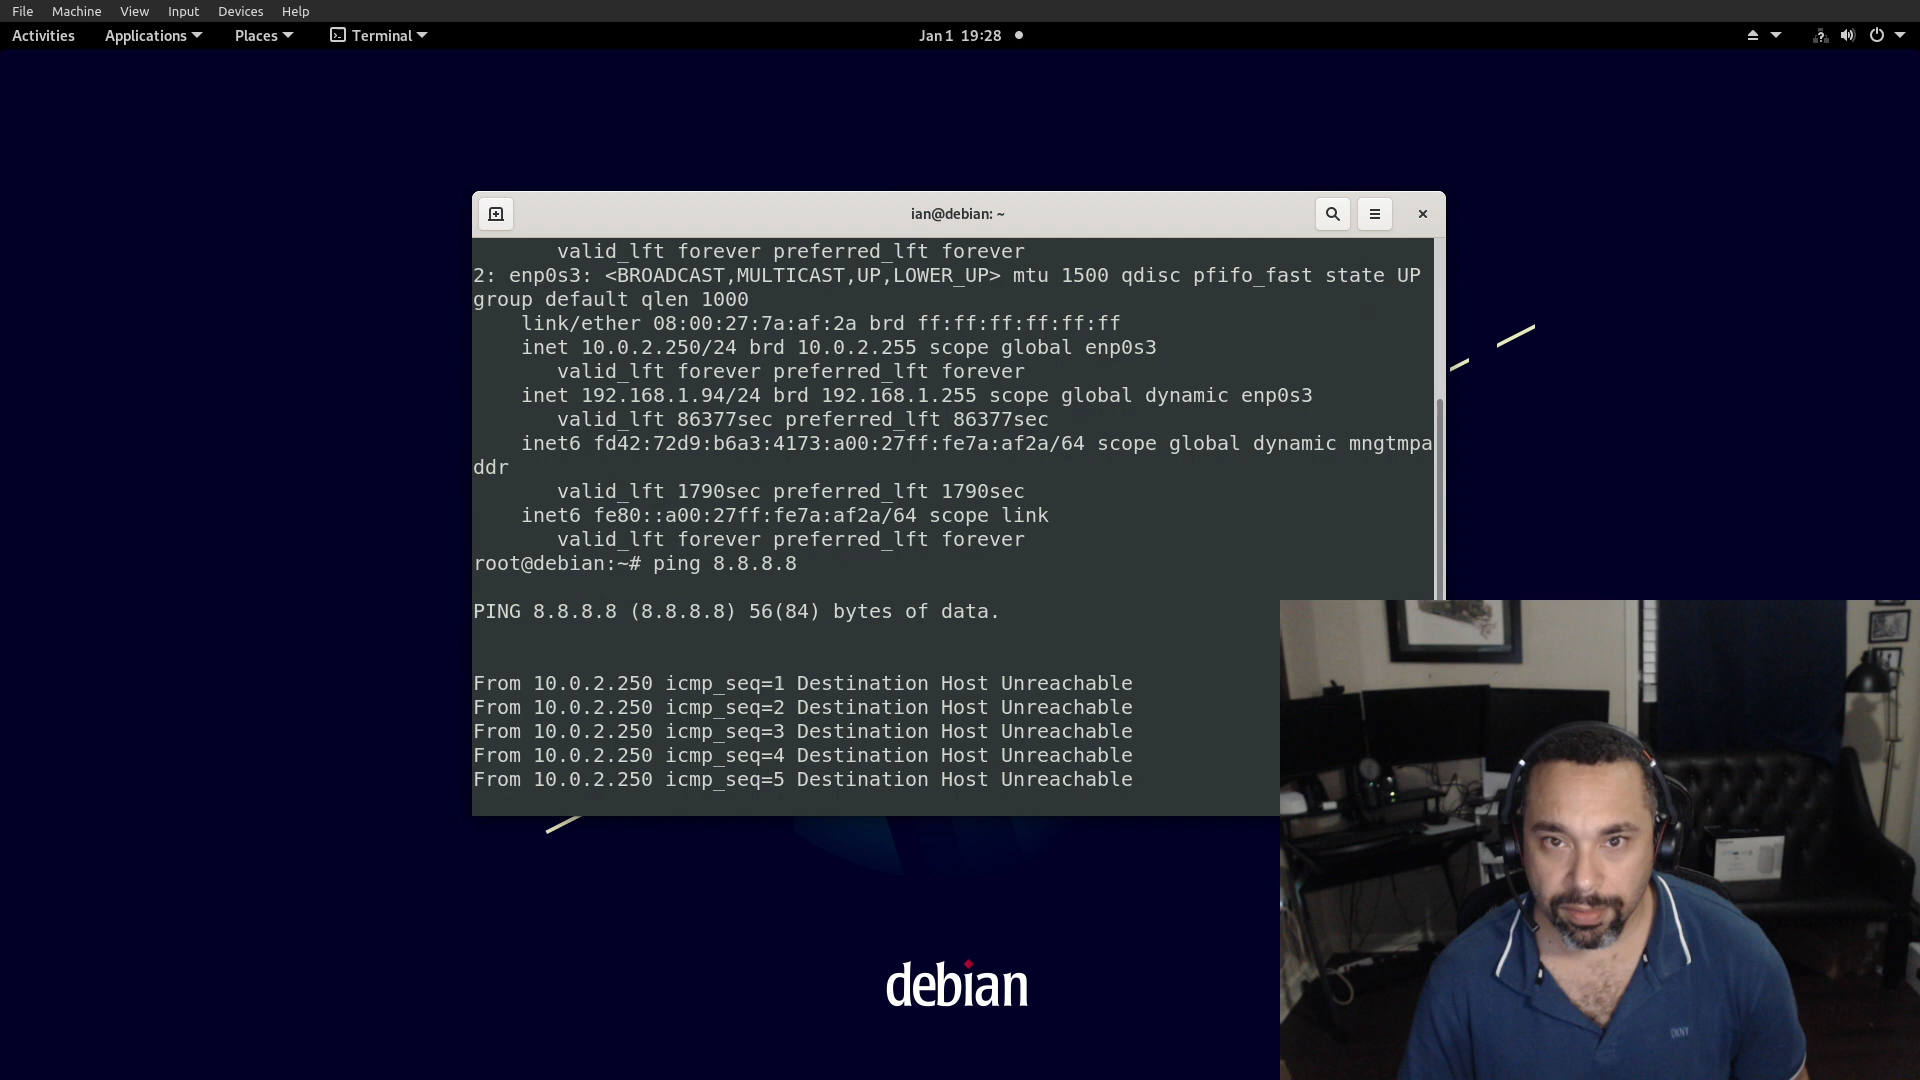 File Machine View Input Devices Help
Activities Applications Places Terminal Jan 1 19:28
ian@debian: ~
valid_lft forever preferred_lft forever
2: enp0s3: <BROADCAST,MULTICAST,UP,LOWER_UP> mtu 1500 qdisc pfifo_fast state UP
group default qlen 1000
link/ether 08:00:27:7a:af:2a brd ff:ff:ff:ff:ff:ff
inet 10.0.2.250/24 brd 10.0.2.255 scope global enp0s3
valid_lft forever preferred_lft forever
inet 192.168.1.94/24 brd 192.168.1.255 scope global dynamic enp0s3
valid_lft 86377sec preferred_lft 86377sec
inet6 fd42:72d9:b6a3:4173:a00:27ff:fe7a:af2a/64 scope global dynamic mngtmpa
ddr
valid_lft 1790sec preferred_lft 1790sec
inet6 fe80::a00:27ff:fe7a:af2a/64 scope link
valid_lft forever preferred_lft forever
root@debian:~# ping 8.8.8.8
PING 8.8.8.8 (8.8.8.8) 56(84) bytes of data.
From 10.0.2.250 icmp_seq=1 Destination Host Unreachable
From 10.0.2.250 icmp_seq=2 Destination Host Unreachable
From 10.0.2.250 icmp_seq=3 Destination Host Unreachable
From 10.0.2.250 icmp_seq=4 Destination Host Unreachable
From 10.0.2.250 icmp_seq=5 Destination Host Unreachable
debian
DKNY